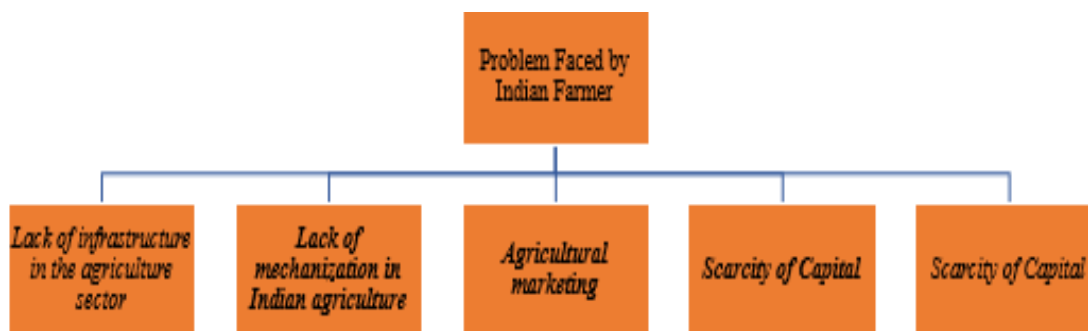 Problem Faced by
Indian Farmer
Lack of infrastructure
in the agriculture
sector
Lack of
mechanization in
Indian agriculture
Agricultural
marketing
Scarcity of Capital
Scarcity of Capital